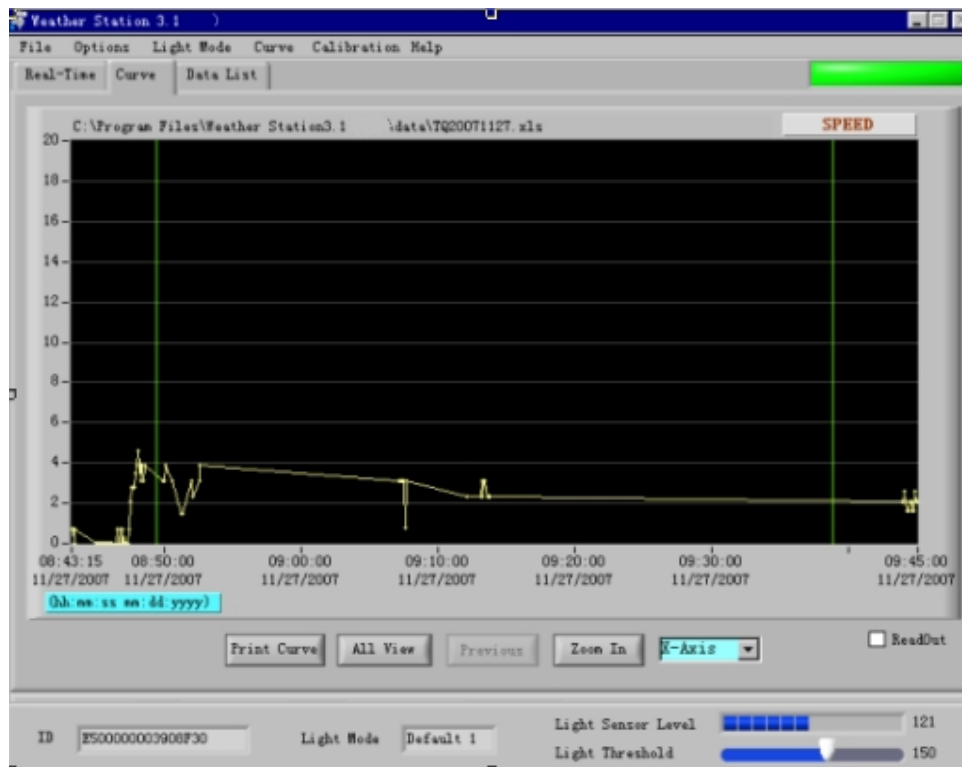 Weather Station 3.1 )
File Options Light Mode Curve Calibration Help
Real-Time Curve Data List
C:\Program Files\Weather Station3.1 \data\TQ20071127.xls SPEED
20
18
16
14
12
10
8
6
4
2
0
08:43:15 08:50:00 09:00:00 09:10:00 09:20:00 09:30:00 09:45:00
11/27/2007 11/27/2007 11/27/2007 11/27/2007 11/27/2007 11/27/2007 11/27/2007
(hh:mm:ss mm:dd:yyyy)
Print Curve All View Previous Zoom In X-Axis ReadOut
Light Sensor Level 121
ID E500000003908F30 Light Mode Default 1
Light Threshold 150